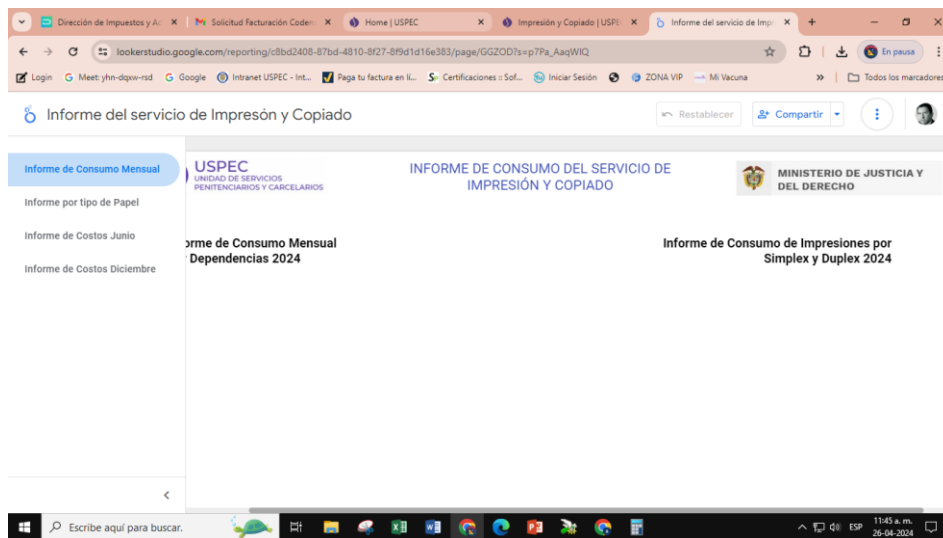 Dirección de Impuestos y Ad
Solicitud Facturación Codern
Home | USPEC
Impresión y Copiado | USPE
Informe del servicio de Impr
lookerstudio.google.com/reporting/c8bd2408-87bd-4810-8f27-8f9d1d16e383/page/GGZOD?s=p7Pa_AaqWIQ
En pausa
Login
Meet: yhn-dqxw-rsd
Google
Intranet USPEC - Int...
Paga tu factura en lí...
Certificaciones :: Sof...
Iniciar Sesión
ZONA VIP
Mi Vacuna
»
Todos los marcadores
Informe del servicio de Impresón y Copiado
Restablecer
Compartir
Informe de Consumo Mensual
Informe por tipo de Papel
Informe de Costos Junio
Informe de Costos Diciembre
USPEC
UNIDAD DE SERVICIOS
PENITENCIARIOS Y CARCELARIOS
INFORME DE CONSUMO DEL SERVICIO DE
IMPRESIÓN Y COPIADO
MINISTERIO DE JUSTICIA Y
DEL DERECHO
orme de Consumo Mensual
Dependencias 2024
Informe de Consumo de Impresiones por
Simplex y Duplex 2024
Escribe aquí para buscar.
ESP
11:45 a. m.
26-04-2024